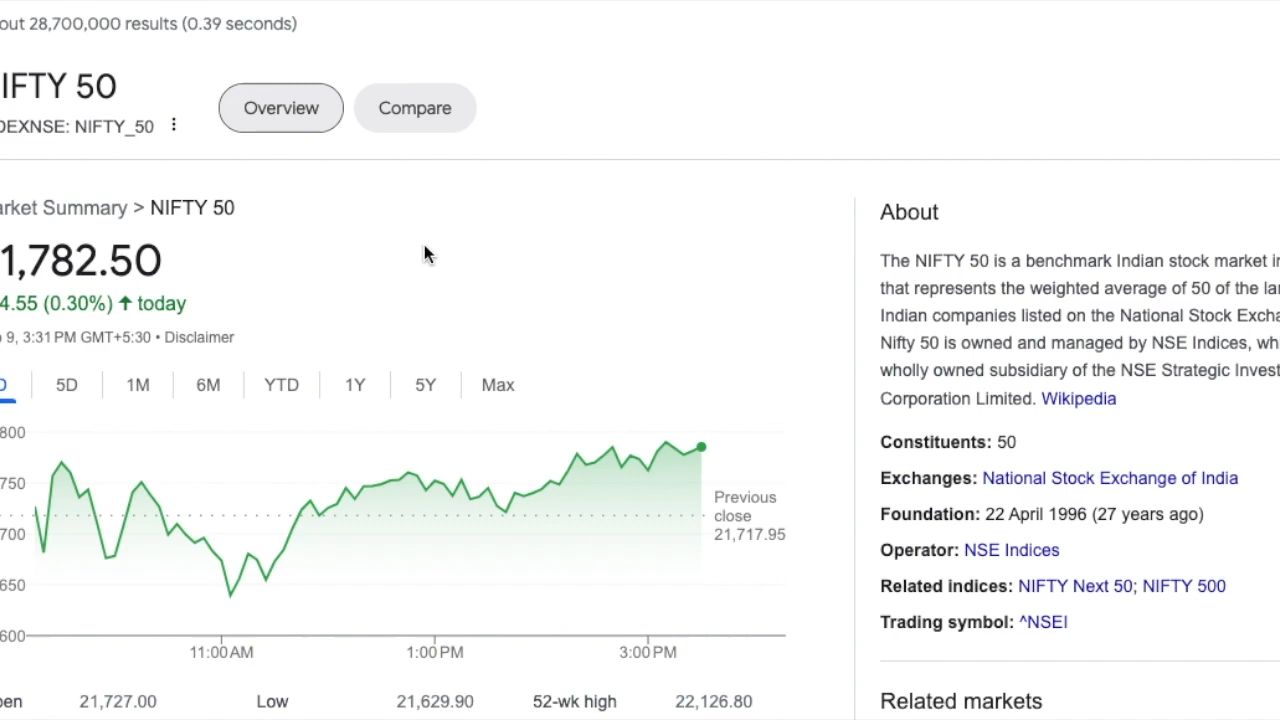 out 28,700,000 results (0.39 seconds)
IFTY 50
Overview
Compare
DEXNSE: NIFTY_50
arket Summary > NIFTY 50
1,782.50
4.55 (0.30%) ↑ today
9, 3:31 PM GMT+5:30 • Disclaimer
D
5D
1M
6M
YTD
1Y
5Y
Max
800
750
700
650
600
Previous
close
21,717.95
11:00 AM
1:00 PM
3:00 PM
pen
21,727.00
Low
21,629.90
52-wk high
22,126.80
About
The NIFTY 50 is a benchmark Indian stock market in
that represents the weighted average of 50 of the lar
Indian companies listed on the National Stock Excha
Nifty 50 is owned and managed by NSE Indices, whi
wholly owned subsidiary of the NSE Strategic Invest
Corporation Limited. Wikipedia
Constituents: 50
Exchanges: National Stock Exchange of India
Foundation: 22 April 1996 (27 years ago)
Operator: NSE Indices
Related indices: NIFTY Next 50; NIFTY 500
Trading symbol: ^NSEI
Related markets